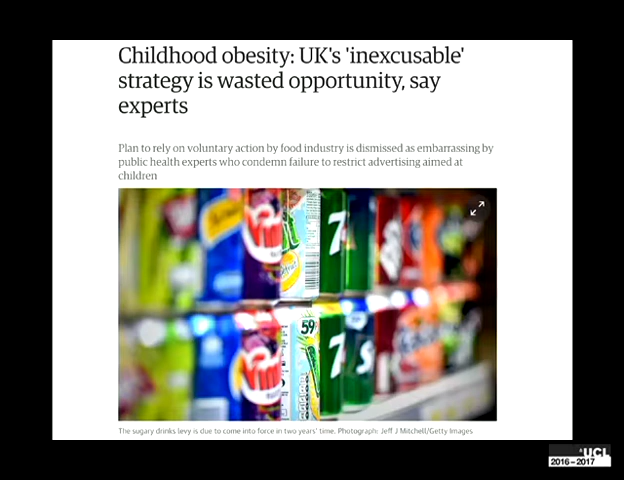 Childhood obesity: UK's 'inexcusable'
strategy is wasted opportunity, say
experts
Plan to rely on voluntary action by food industry is dismissed as embarrassing by
public health experts who condemn failure to restrict advertising aimed at
children
7
59
7
The sugary drinks levy is due to come into force in two years' time. Photograph: Jeff J Mitchell/Getty Images
UCL
2016–2017